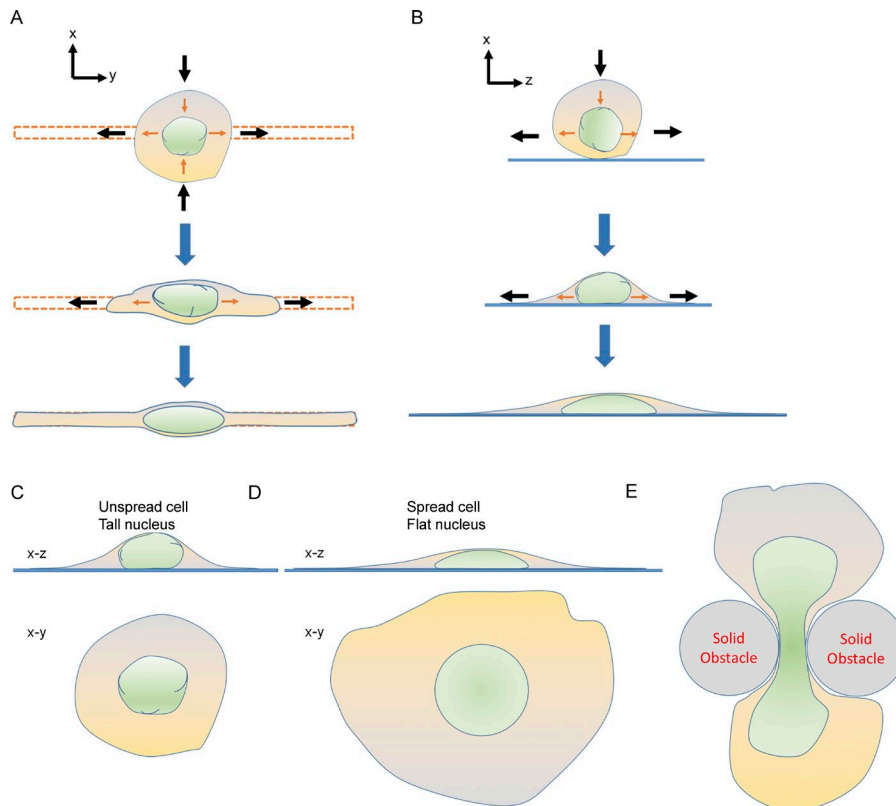 A
x
y
B
x
z
C
Unspread cell
Tall nucleus
x-z
x-y
D
Spread cell
Flat nucleus
x-z
x-y
E
Solid
Obstacle
Solid
Obstacle